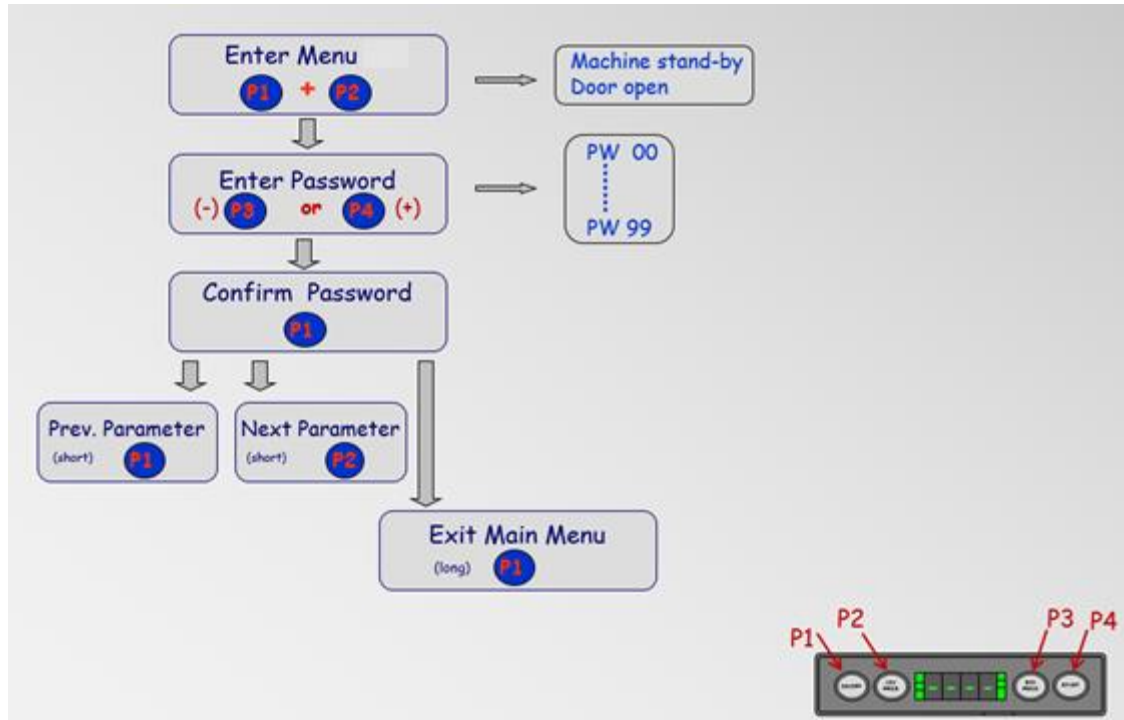 Enter Menu
P1 + P2
Machine stand-by
Door open
Enter Password
(-) P3 or P4 (+)
PW 00
PW 99
Confirm Password
P1
Prev. Parameter
(short) P1
Next Parameter
(short) P2
Exit Main Menu
(long) P1
P1 P2 P3 P4